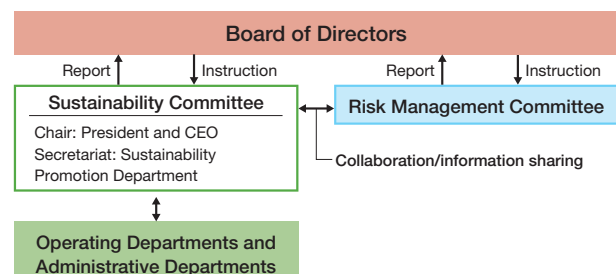 Board of Directors
Report
Instruction
Report
Instruction
Sustainability Committee
Chair: President and CEO
Secretariat: Sustainability
Promotion Department
Risk Management Committee
Collaboration/information sharing
Operating Departments and
Administrative Departments